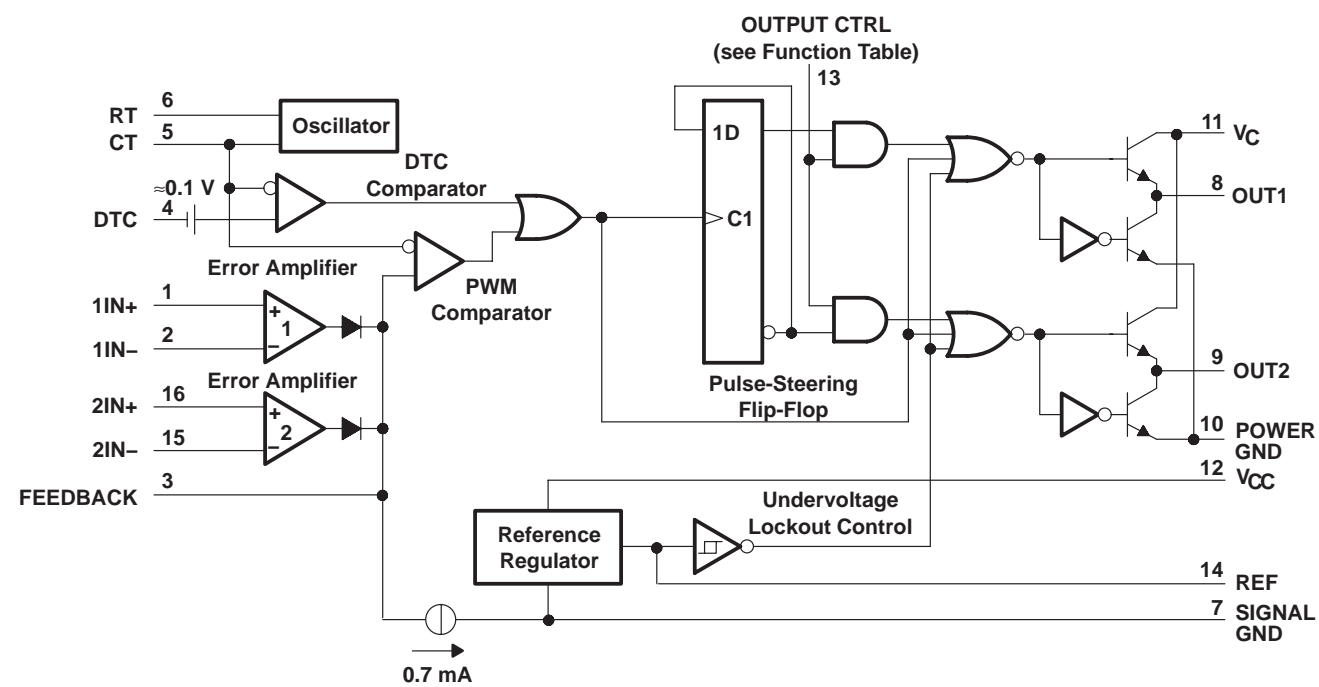 OUTPUT CTRL
(see Function Table)
13
RT
6
CT
5
Oscillator
≈0.1 V
DTC
4
DTC
Comparator
PWM
Comparator
Error Amplifier
1IN+
1
1IN–
2
+
1
–
Error Amplifier
2IN+
16
2IN–
15
+
2
–
FEEDBACK
3
1D
C1
Pulse-Steering
Flip-Flop
11
VC
8
OUT1
9
OUT2
10
POWER
GND
12
VCC
Undervoltage
Lockout Control
Reference
Regulator
14
REF
7
SIGNAL
GND
0.7 mA